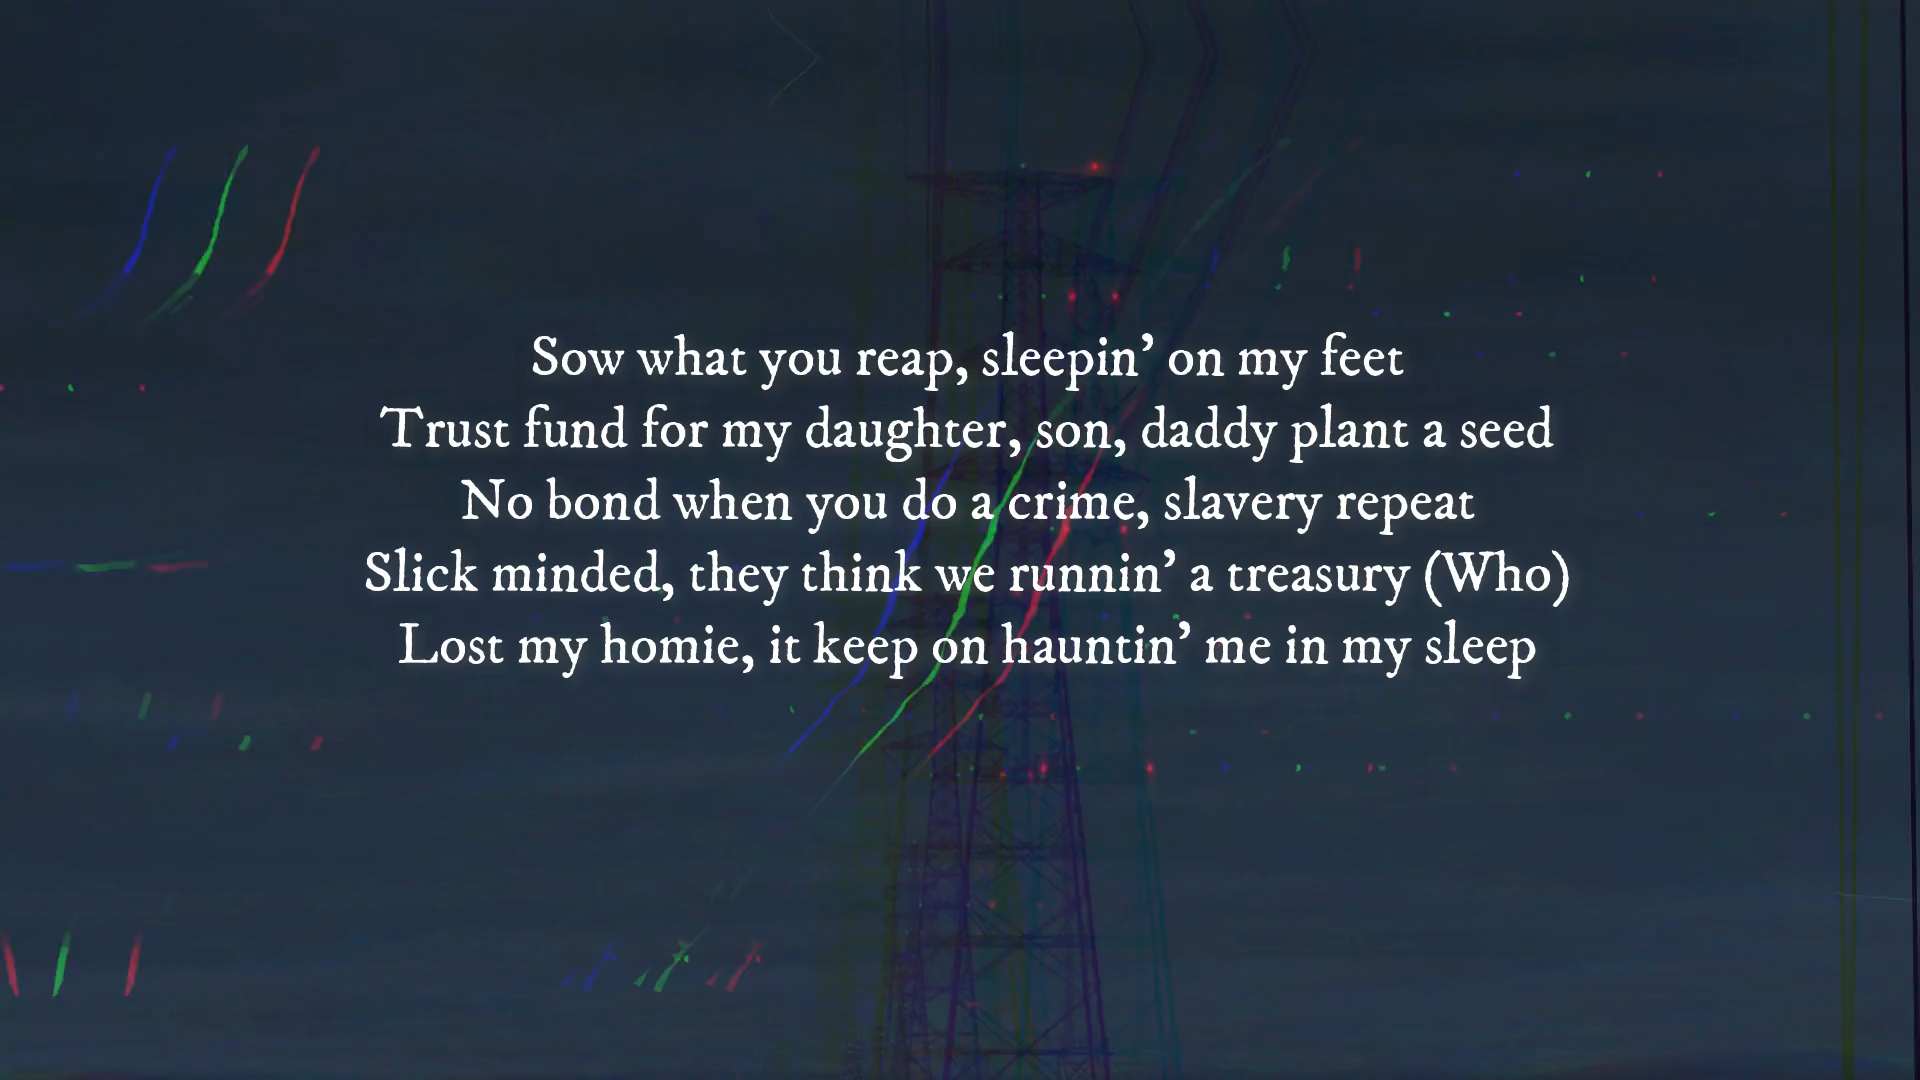 Sow what you reap, sleepin’ on my feet
Trust fund for my daughter, son, daddy plant a seed
No bond when you do a crime, slavery repeat
Slick minded, they think we runnin’ a treasury (Who)
Lost my homie, it keep on hauntin’ me in my sleep